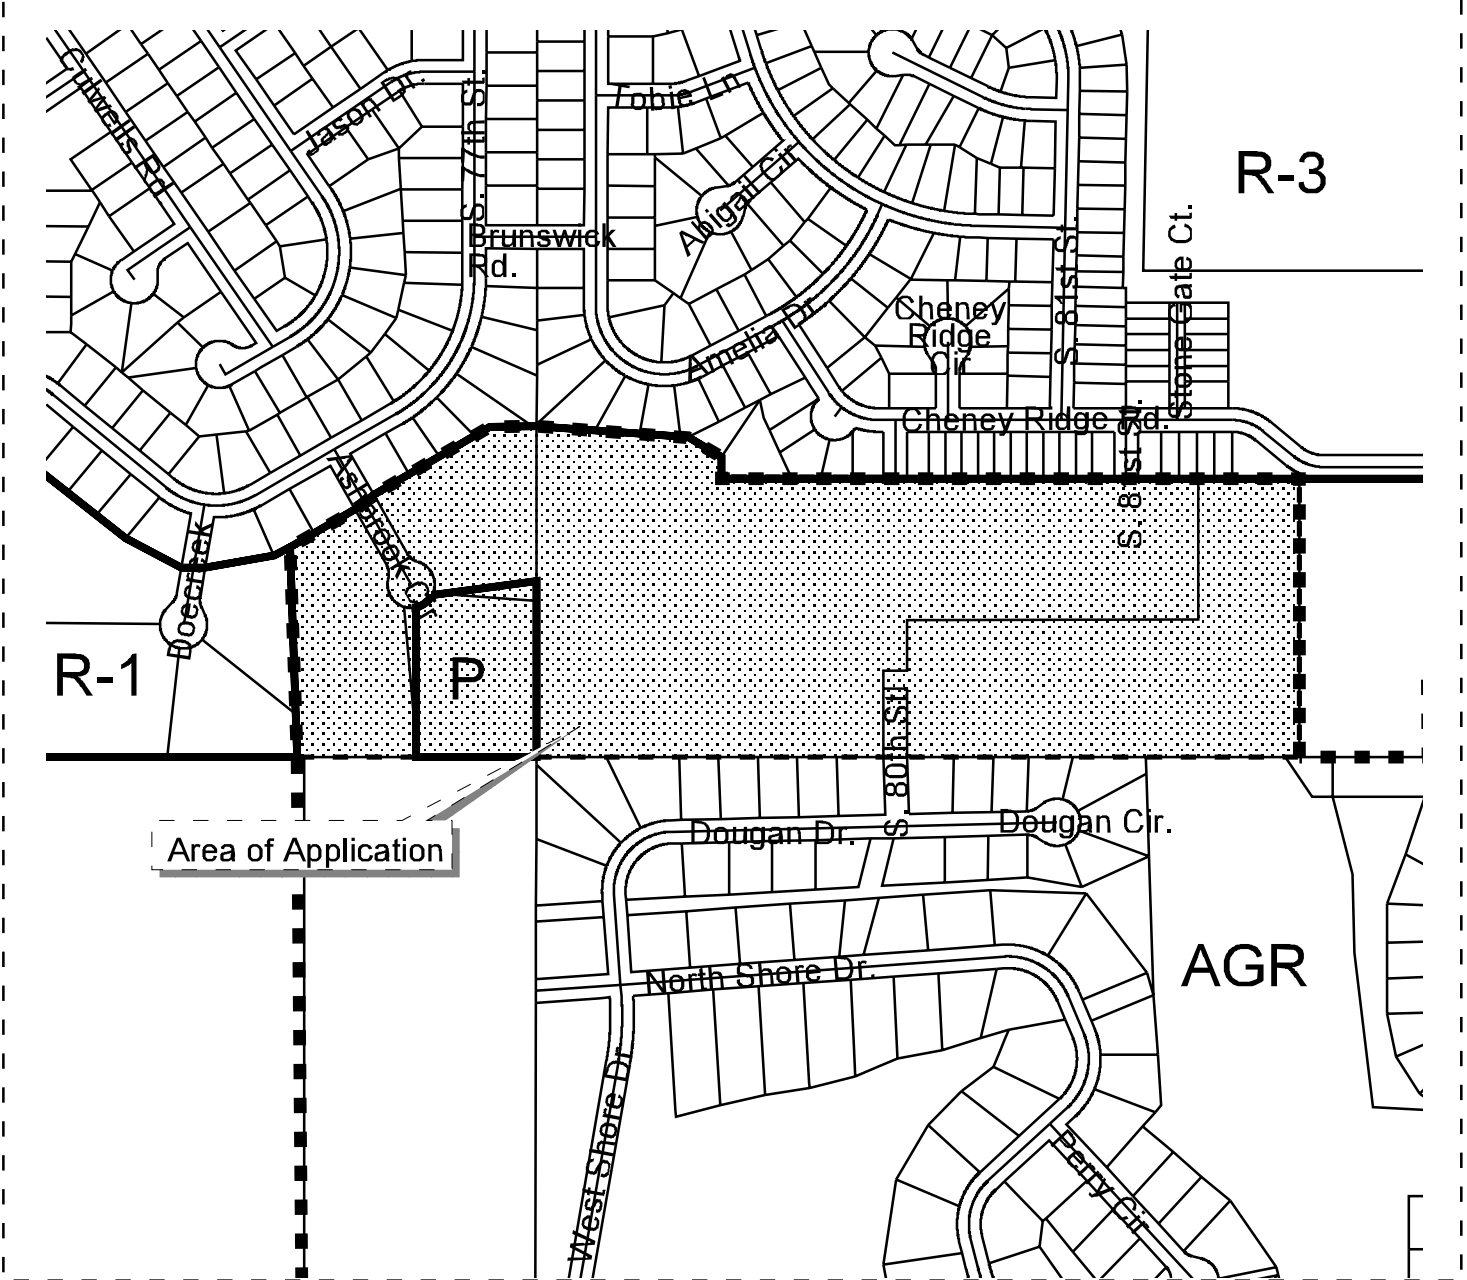 Culwells Rd
Jason Dr.
S. 77th St.
Tobie Ln
Abigail Cir
R-3
Brunswick
Rd.
Stone Gate Ct.
S. 81st St.
Cheney
Ridge
Cir
Amelia Dr.
Cheney Ridge Rd.
S. 81st St.
Ashbrook Cir
Doecreek
R-1
P
S. 80th St.
Area of Application
Dougan Dr.
Dougan Cir.
North Shore Dr.
AGR
West Shore Dr
Perry Cir